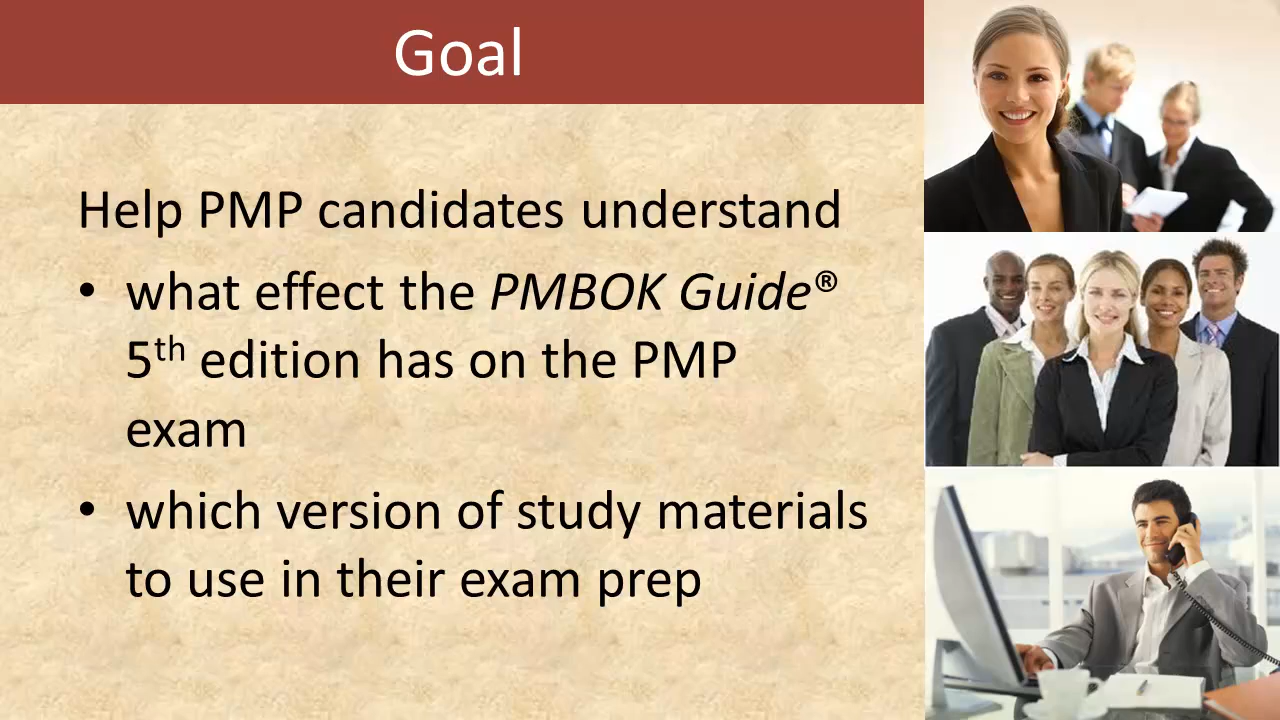 Goal
Help PMP candidates understand
• what effect the PMBOK Guide®
5th edition has on the PMP
exam
• which version of study materials
to use in their exam prep